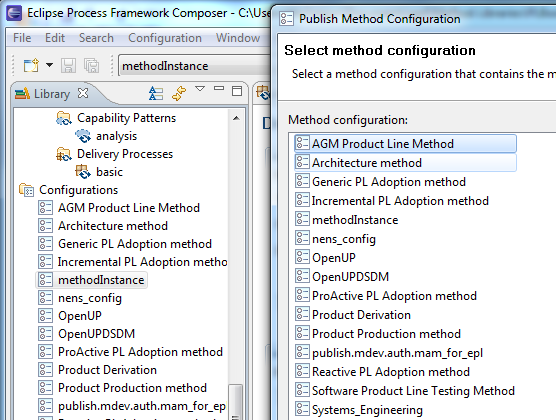 Eclipse Process Framework Composer - C:\Use
File Edit Search Composer Window
methodInstance
Library
Capability Patterns
analysis
Delivery Processes
basic
Configurations
AGM Product Line Method
Architecture method
Generic PL Adoption method
Incremental PL Adoption metho
methodInstance
nens_config
OpenUP
OpenUPDSDM
ProActive PL Adoption method
Product Derivation
Product Production method
publish.mdev.auth.mam_for_ep
Publish Method Configuration
Select method configuration
Select a method configuration that contains the m
Method configuration:
AGM Product Line Method
Architecture method
Generic PL Adoption method
Incremental PL Adoption method
methodInstance
nens_config
OpenUP
OpenUPDSDM
ProActive PL Adoption method
Product Derivation
Product Production method
publish.mdev.auth.mam_for_epl
Reactive PL Adoption method
Software Product Line Testing Method
Systems_Engineering